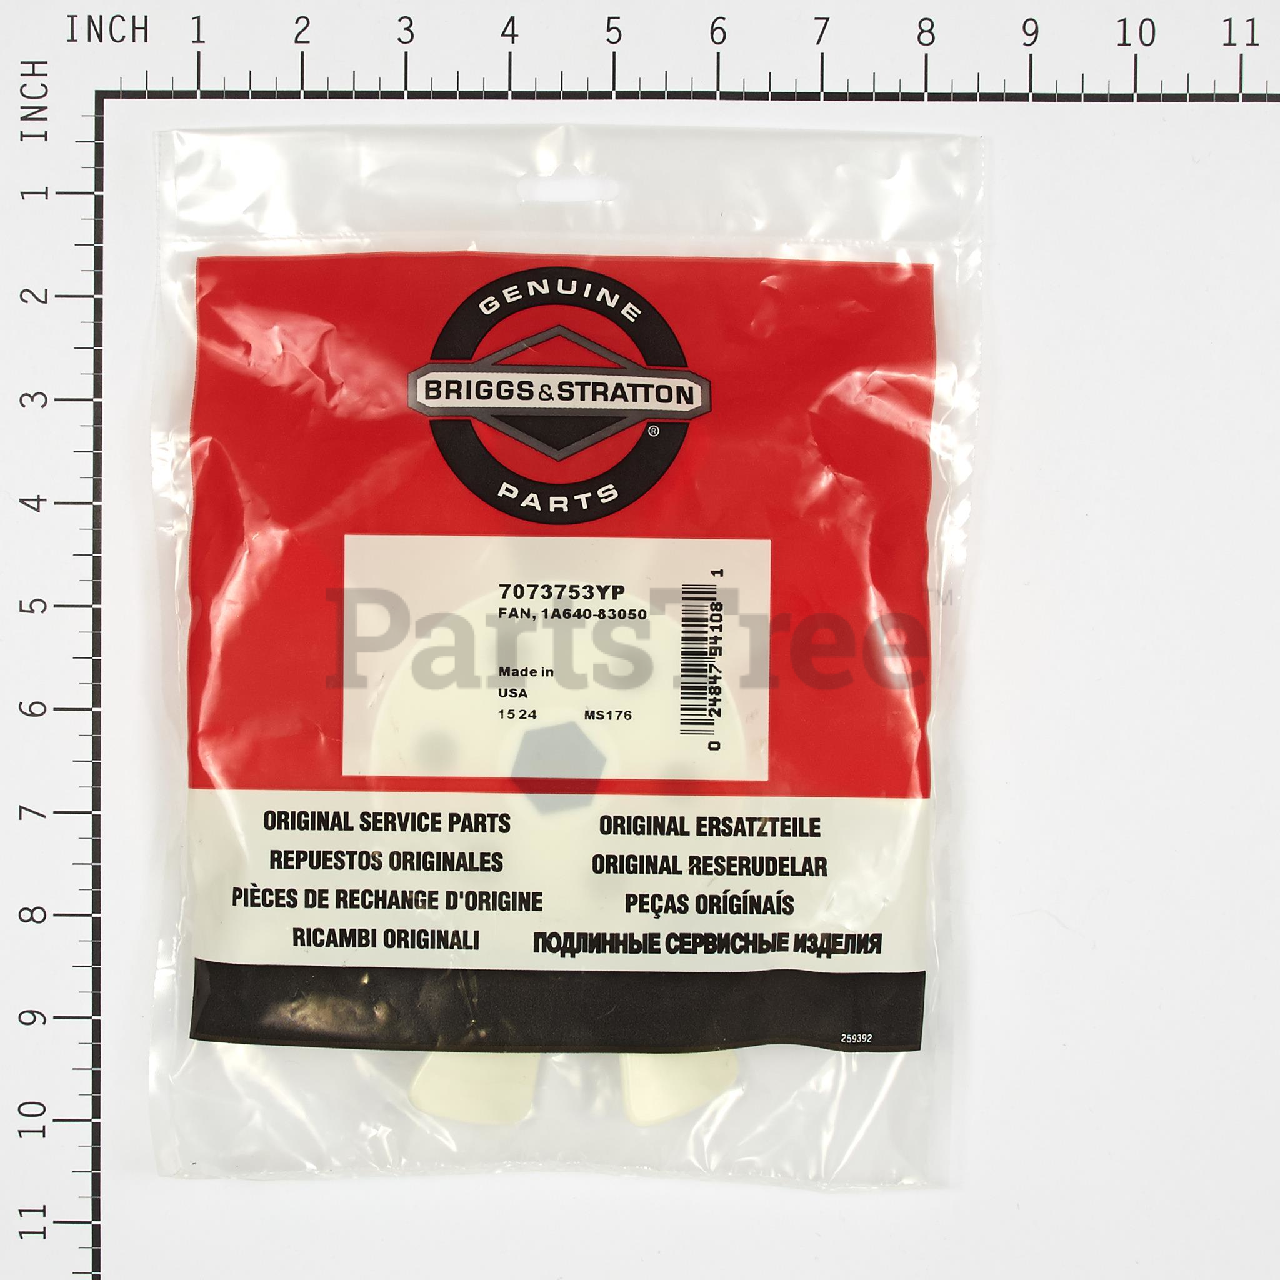 INCH 1 2 3 4 5 6 7 8 9 10 11
INCH 1 2 3 4 5 6 7 8 9 10 11
GENUINE
BRIGGS & STRATTON
®
PARTS
7073753YP
FAN, 1A640-83050
Made in
USA
15 24 MS176
0 24847 94108 1
PartsTree
ORIGINAL SERVICE PARTS
REPUESTOS ORIGINALES
PIÈCES DE RECHANGE D'ORIGINE
RICAMBI ORIGINALI
ORIGINAL ERSATZTEILE
ORIGINAL RESERUDELAR
PEÇAS ORÍGÍNAÍS
ПОДЛИННЫЕ СЕРВИСНЫЕ ИЗДЕЛИЯ
259392